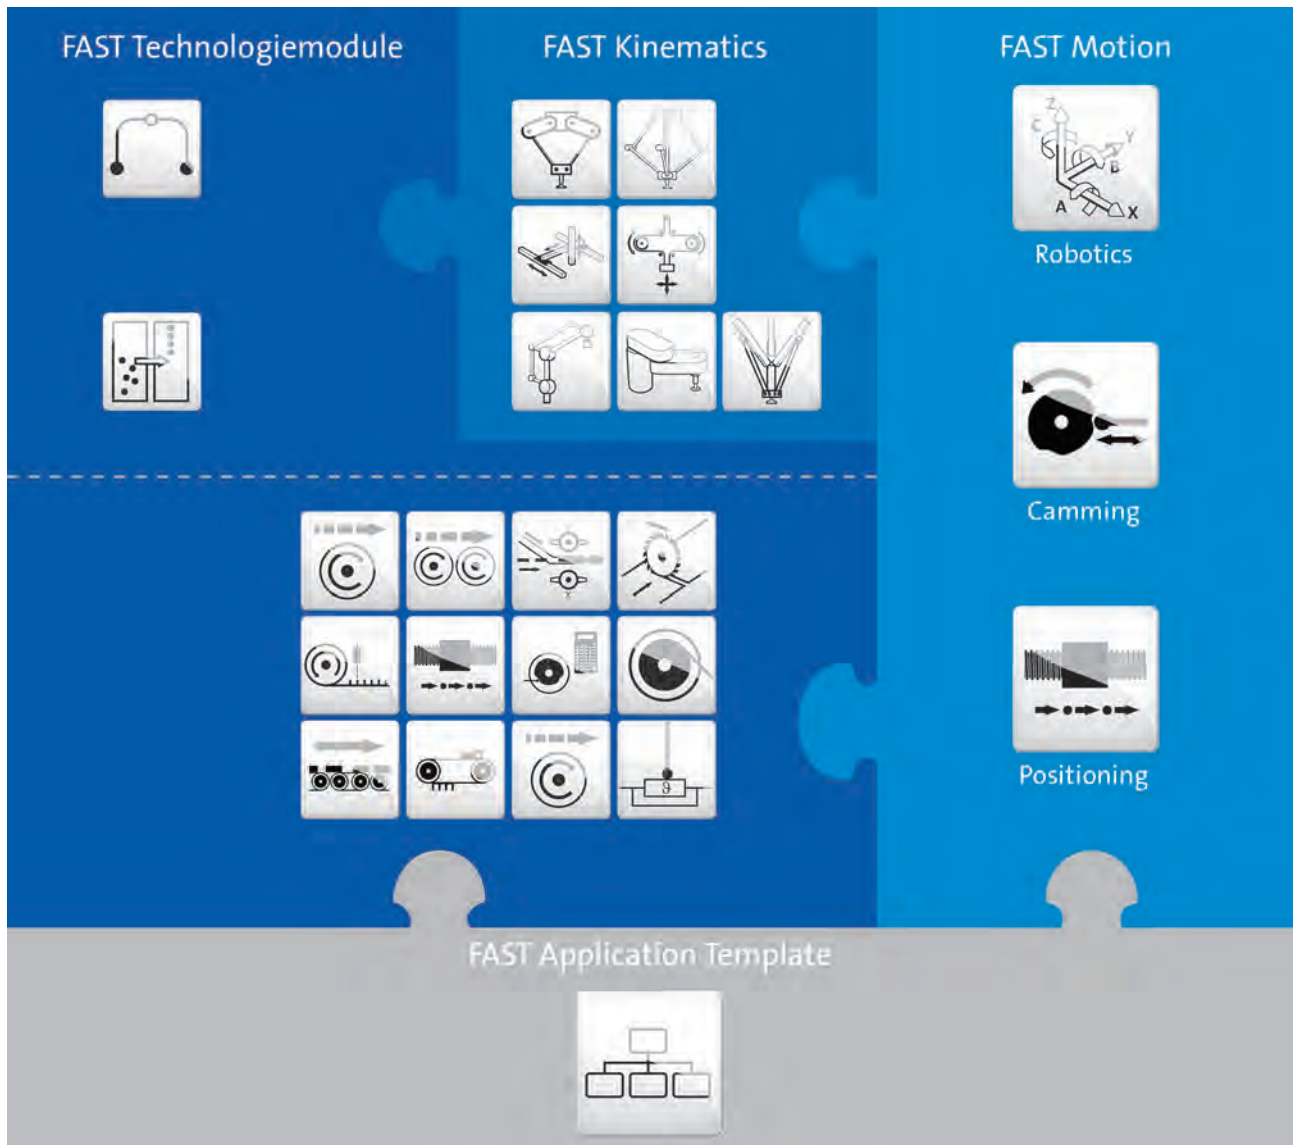 FAST Technologiemodule
FAST Kinematics
FAST Motion
Z
C
Y
B
A
X
Robotics
Camming
Positioning
ϑ
FAST Application Template